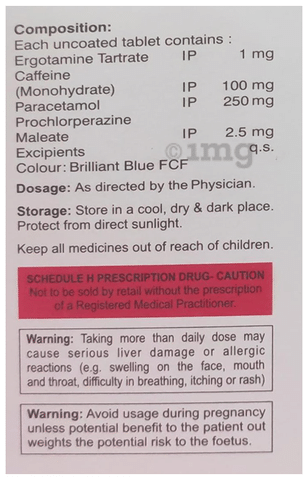 Composition:
Each uncoated tablet contains :
Ergotamine Tartrate IP 1 mg
Caffeine
(Monohydrate) IP 100 mg
Paracetamol IP 250 mg
Prochlorperazine
Maleate IP 2.5 mg
Excipients q.s.
Colour: Brilliant Blue FCF
©1mg
Dosage: As directed by the Physician.
Storage: Store in a cool, dry & dark place.
Protect from direct sunlight.
Keep all medicines out of reach of children.
SCHEDULE H PRESCRIPTION DRUG- CAUTION
Not to be sold by retail without the prescription
of a Registered Medical Practitioner.
Warning: Taking more than daily dose may
cause serious liver damage or allergic
reactions (e.g. swelling on the face, mouth
and throat, difficulty in breathing, itching or rash)
Warning: Avoid usage during pregnancy
unless potential benefit to the patient out
weights the potential risk to the foetus.